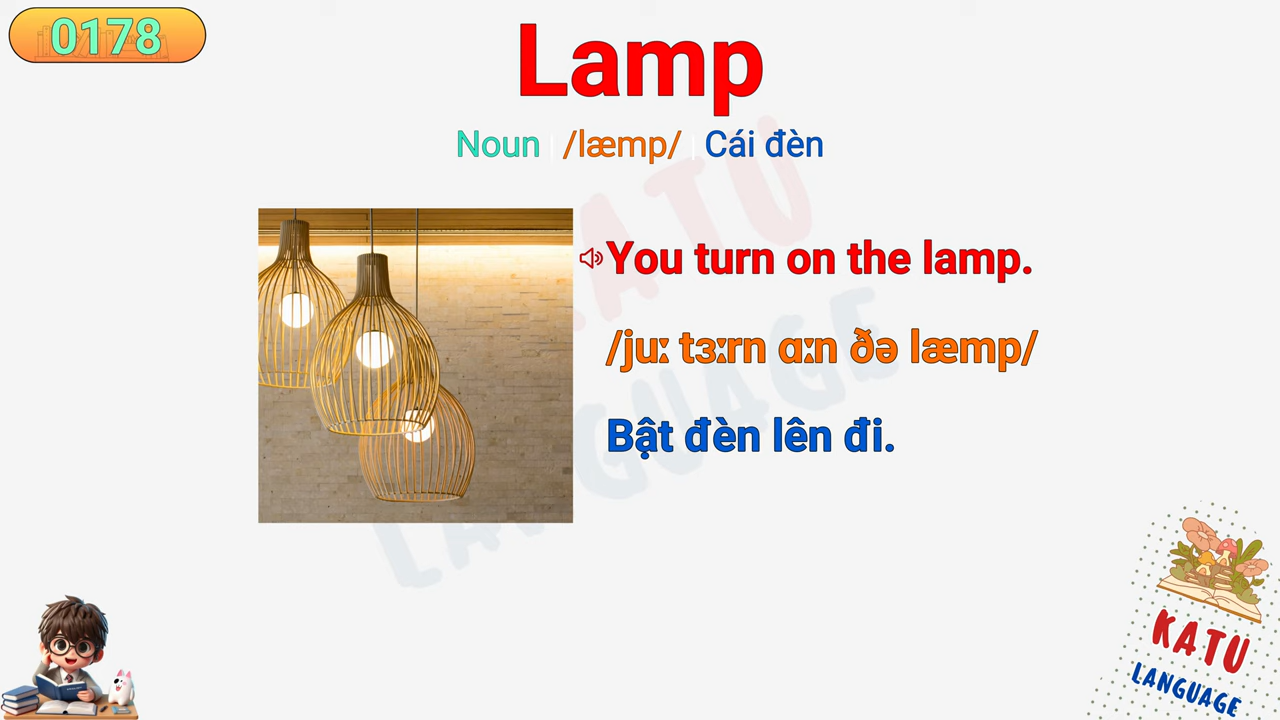 0178
Lamp
Noun | /læmp/ | Cái đèn
You turn on the lamp.
/juː tɜːrn ɑːn ðə læmp/
Bật đèn lên đi.
KATU
LANGUAGE
KATU
LANGUAGE